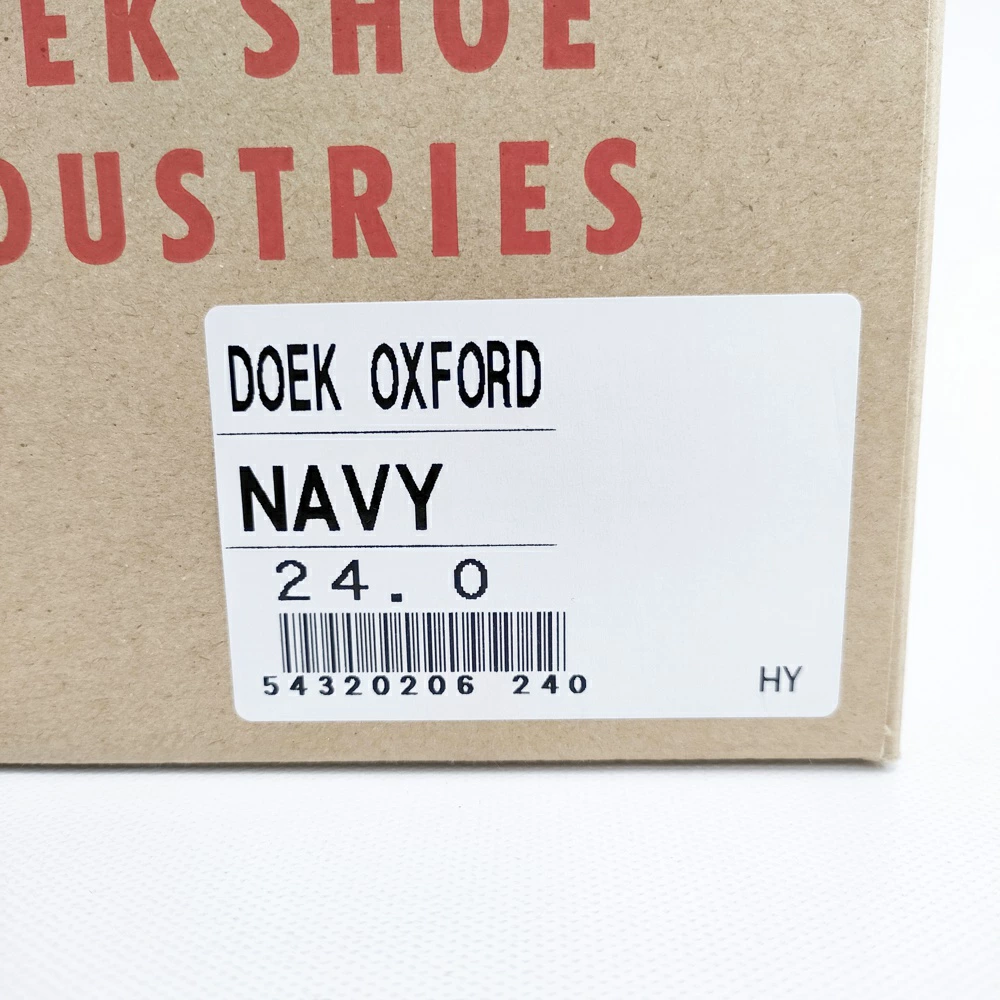 EK SHOE
DUSTRIES
DOEK OXFORD
NAVY
24. 0
54320206 240
HY